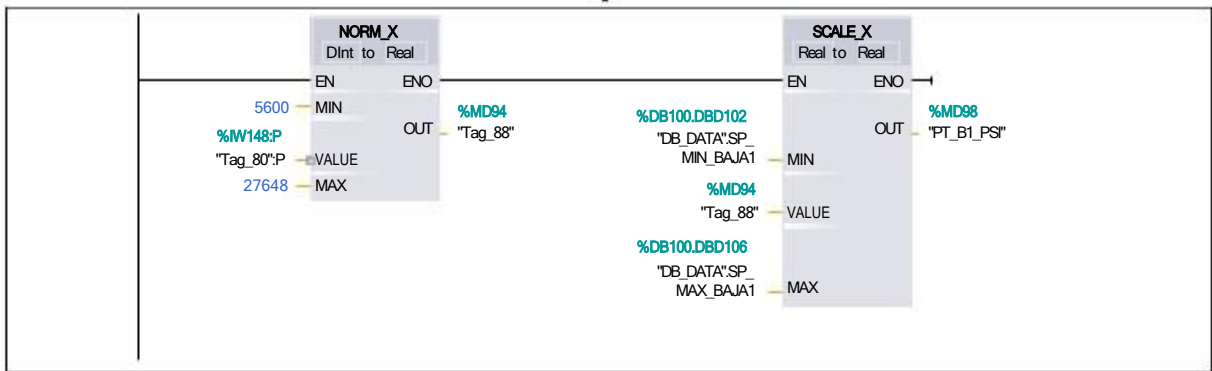 NORM_X
DInt to Real
EN ENO
5600 MIN
%MD94
OUT "Tag_88"
%IW148:P
"Tag_80":P VALUE
27648 MAX
SCALE_X
Real to Real
EN ENO
%DB100.DBD102
"DB_DATA".SP_
MIN_BAJA1 MIN
%MD98
OUT "PT_B1_PSI"
%MD94
"Tag_88" VALUE
%DB100.DBD106
"DB_DATA".SP_
MAX_BAJA1 MAX